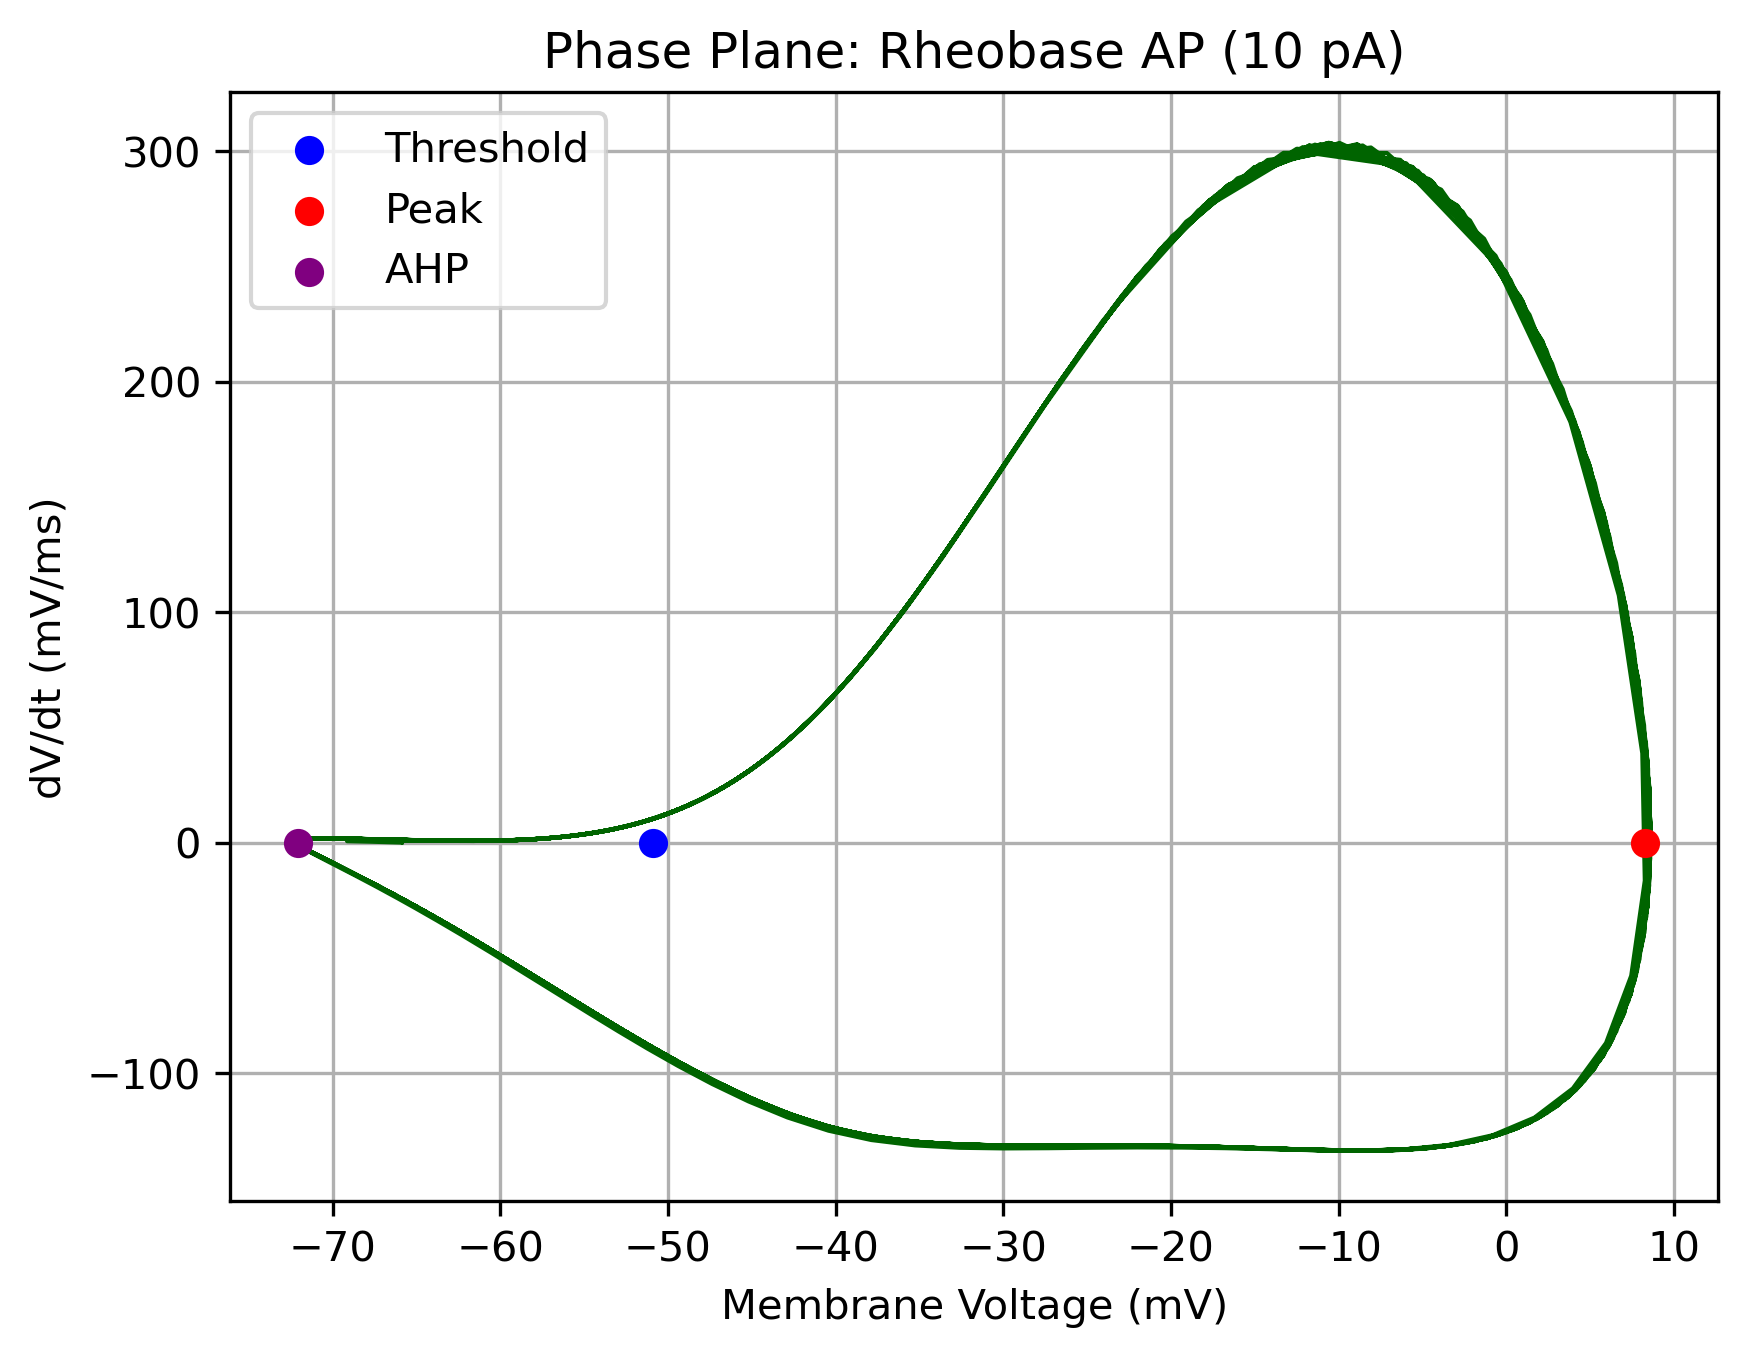 Phase Plane: Rheobase AP (10 pA)
Threshold
Peak
AHP
300
200
100
0
−100
dV/dt (mV/ms)
−70 −60 −50 −40 −30 −20 −10 0 10
Membrane Voltage (mV)